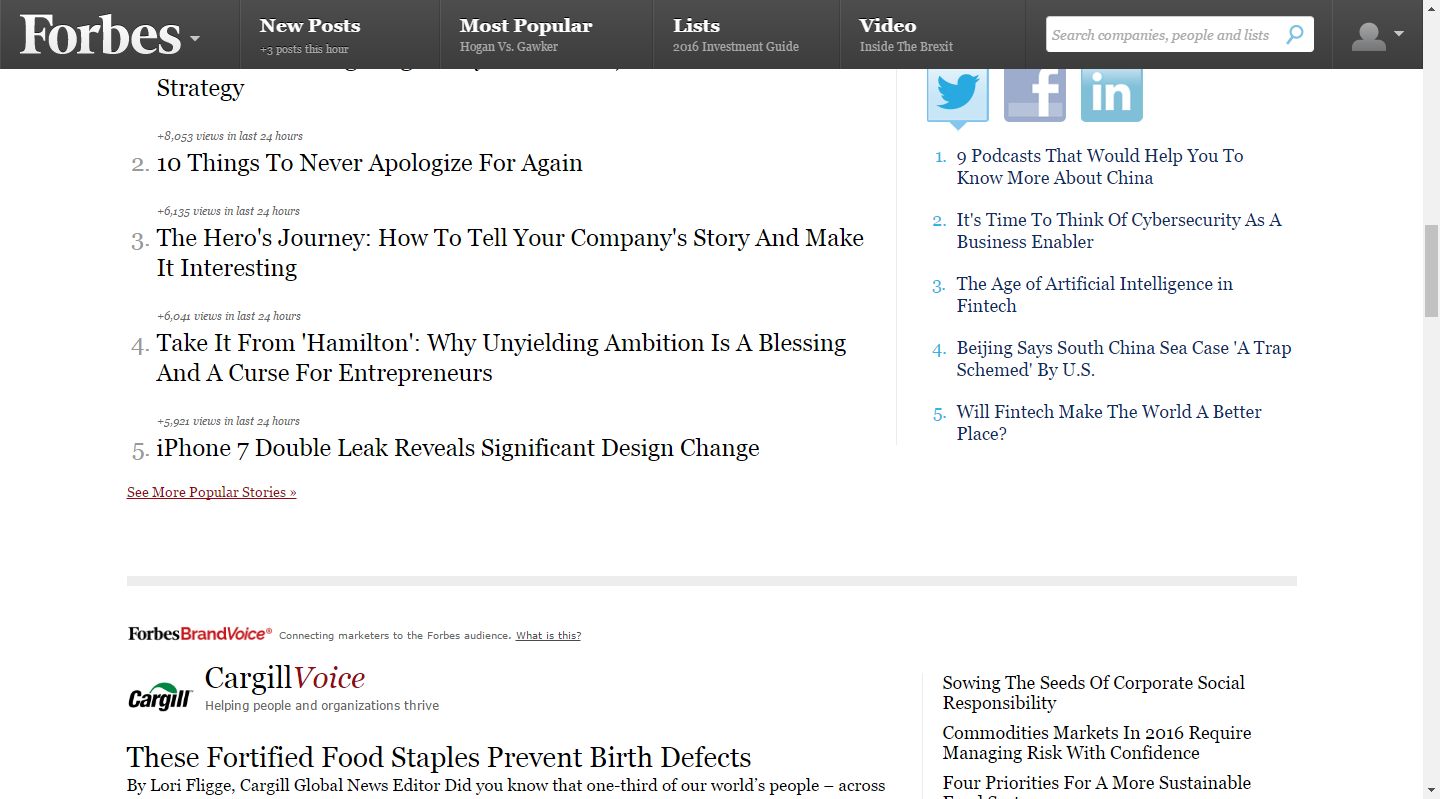 Forbes
New Posts
+3 posts this hour
Most Popular
Hogan Vs. Gawker
Lists
2016 Investment Guide
Video
Inside The Brexit
Search companies, people and lists
Strategy
+8,053 views in last 24 hours
2. 10 Things To Never Apologize For Again
+6,135 views in last 24 hours
3. The Hero's Journey: How To Tell Your Company's Story And Make
It Interesting
+6,041 views in last 24 hours
4. Take It From 'Hamilton': Why Unyielding Ambition Is A Blessing
And A Curse For Entrepreneurs
+5,921 views in last 24 hours
5. iPhone 7 Double Leak Reveals Significant Design Change
See More Popular Stories »
f
in
1. 9 Podcasts That Would Help You To
Know More About China
2. It's Time To Think Of Cybersecurity As A
Business Enabler
3. The Age of Artificial Intelligence in
Fintech
4. Beijing Says South China Sea Case 'A Trap
Schemed' By U.S.
5. Will Fintech Make The World A Better
Place?
ForbesBrandVoice® Connecting marketers to the Forbes audience. What is this?
Cargill
CargillVoice
Helping people and organizations thrive
These Fortified Food Staples Prevent Birth Defects
By Lori Fligge, Cargill Global News Editor Did you know that one-third of our world's people – across
Sowing The Seeds Of Corporate Social
Responsibility
Commodities Markets In 2016 Require
Managing Risk With Confidence
Four Priorities For A More Sustainable